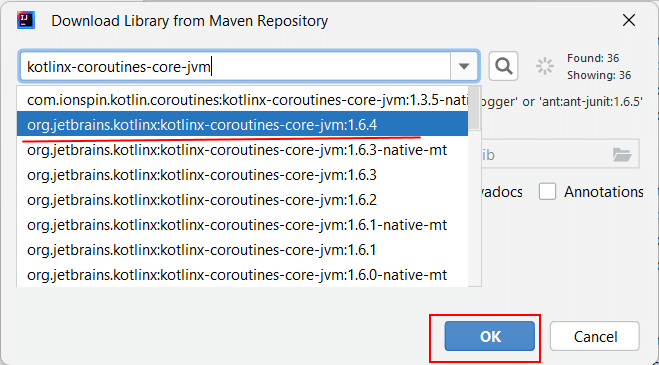 Download Library from Maven Repository
kotlinx-coroutines-core-jvm
Found: 36
Showing: 36
com.ionspin.kotlin.coroutines:kotlinx-coroutines-core-jvm:1.3.5-nati
ogger' or 'ant:ant-junit:1.6.5'
org.jetbrains.kotlinx:kotlinx-coroutines-core-jvm:1.6.4
org.jetbrains.kotlinx:kotlinx-coroutines-core-jvm:1.6.3-native-mt
ib
org.jetbrains.kotlinx:kotlinx-coroutines-core-jvm:1.6.3
vadocs
Annotations
org.jetbrains.kotlinx:kotlinx-coroutines-core-jvm:1.6.2
org.jetbrains.kotlinx:kotlinx-coroutines-core-jvm:1.6.1-native-mt
org.jetbrains.kotlinx:kotlinx-coroutines-core-jvm:1.6.1
org.jetbrains.kotlinx:kotlinx-coroutines-core-jvm:1.6.0-native-mt
OK
Cancel